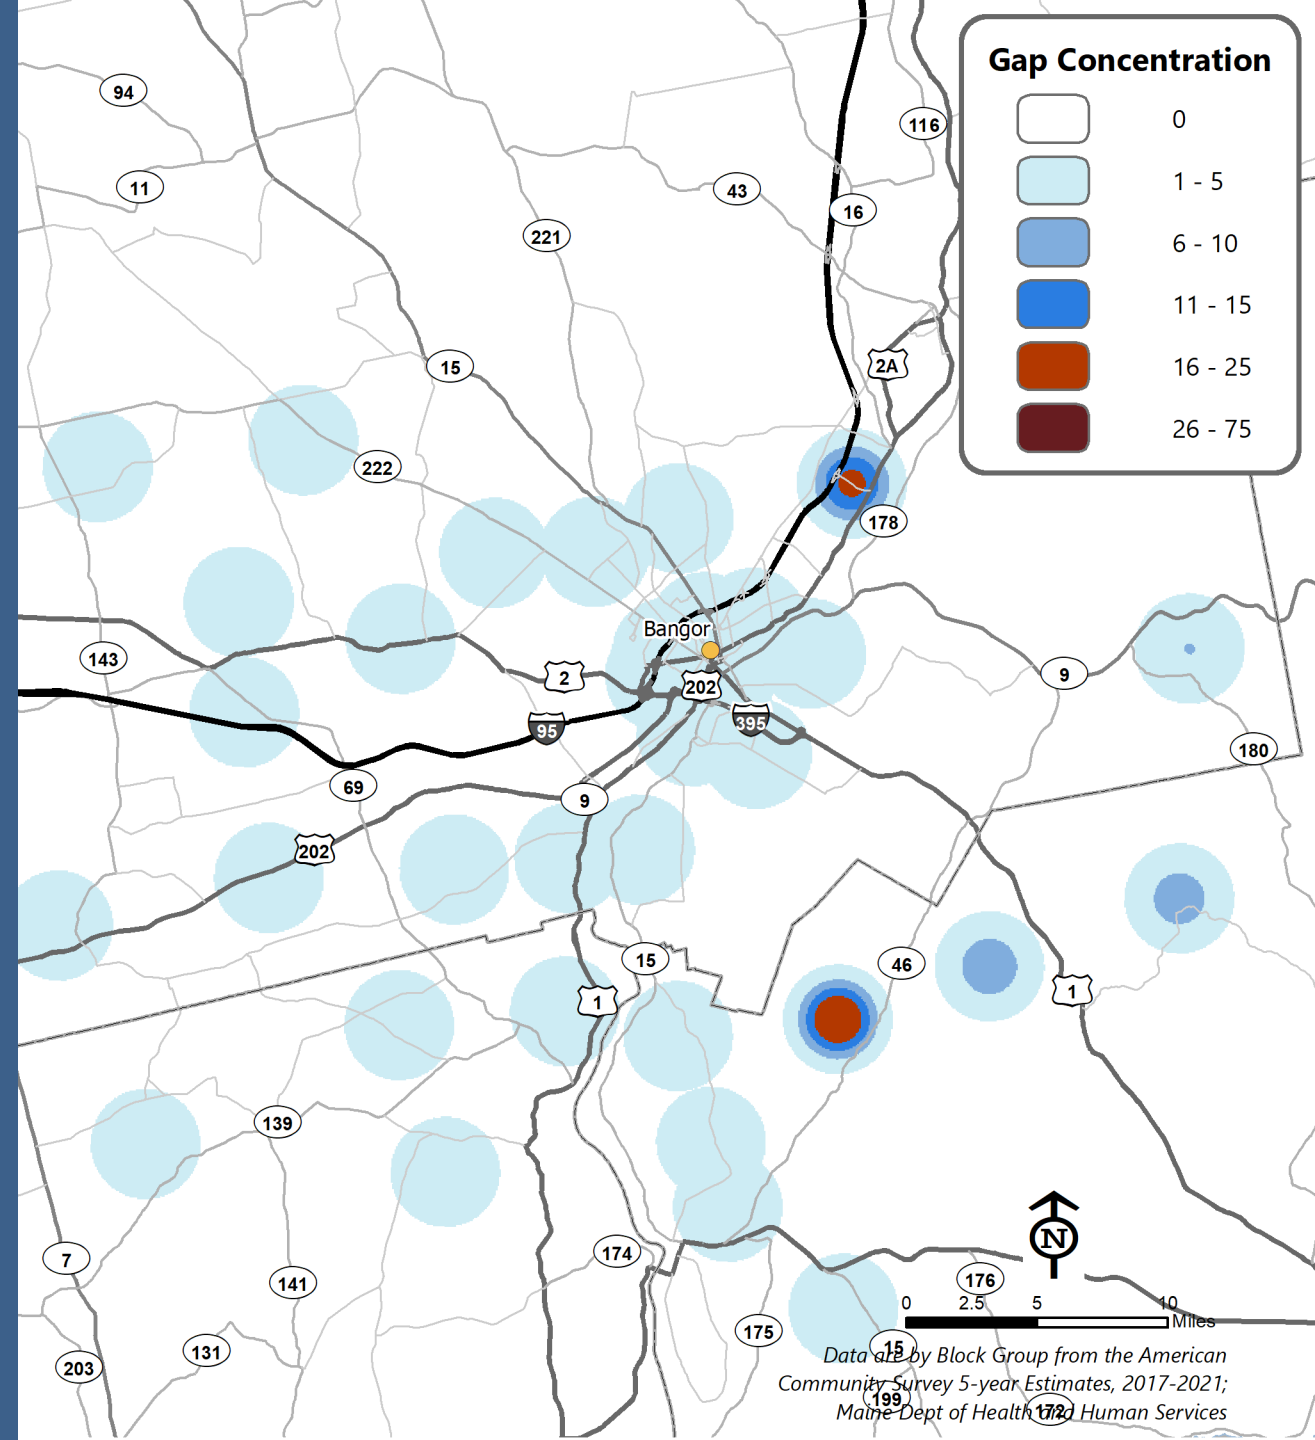 Gap Concentration
0
1 - 5
6 - 10
11 - 15
16 - 25
26 - 75
94
116
11
43
16
221
15
2A
222
178
Bangor
143
2
202
9
395
95
180
69
9
202
15
46
1
1
139
174
7
141
176
0 2.5 5 10
Miles
175
131
15
203
Data are by Block Group from the American
Community Survey 5-year Estimates, 2017-2021;
199
172
Maine Dept of Health and Human Services